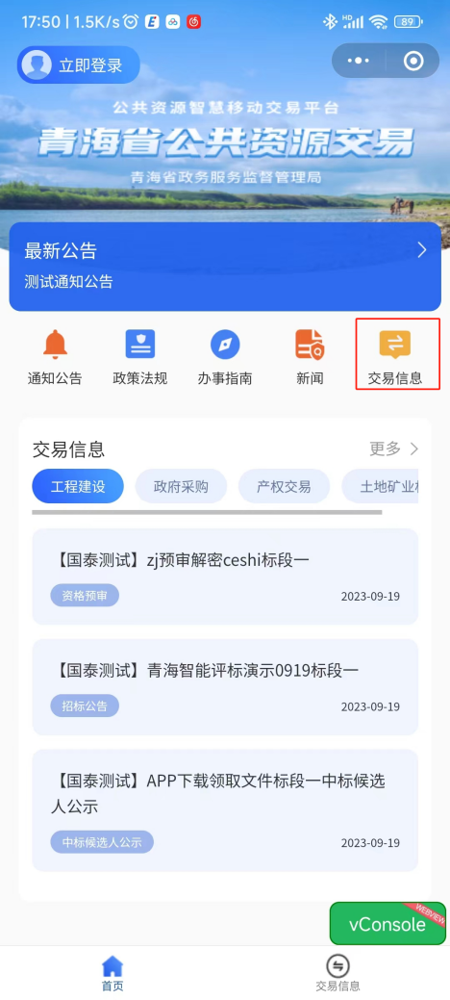 17:50 | 1.5K/s
89
立即登录
公共资源智慧移动交易平台
青海省公共资源交易
青海省政务服务监督管理局
最新公告
测试通知公告
通知公告 政策法规 办事指南 新闻 交易信息
交易信息 更多
工程建设 政府采购 产权交易 土地矿业
【国泰测试】zj预审解密ceshi标段一
资格预审 2023-09-19
【国泰测试】青海智能评标演示0919标段一
招标公告 2023-09-19
【国泰测试】APP下载领取文件标段一中标候选
人公示
中标候选人公示 2023-09-19
vConsole
WEBVIEW
首页 交易信息